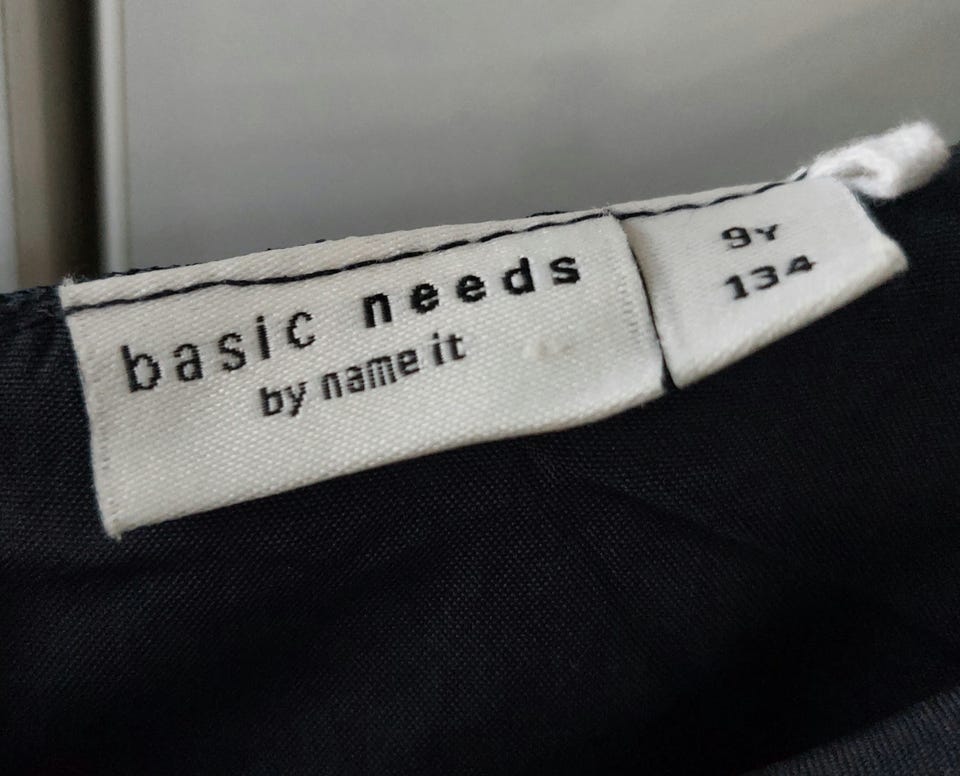 basic needs
by name it
9Y
134